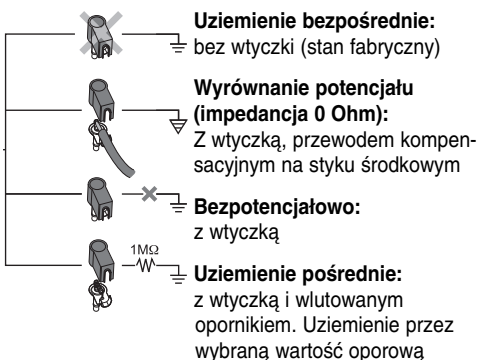 Uziemienie bezpośrednie:
bez wtyczki (stan fabryczny)
Wyrównanie potencjału
(impedancja 0 Ohm):
Z wtyczką, przewodem kompen-
sacyjnym na styku środkowym
Bezpotencjałowo:
z wtyczką
1MΩ
Uziemienie pośrednie:
z wtyczką i wlutowanym
opornikiem. Uziemienie przez
wybraną wartość oporową